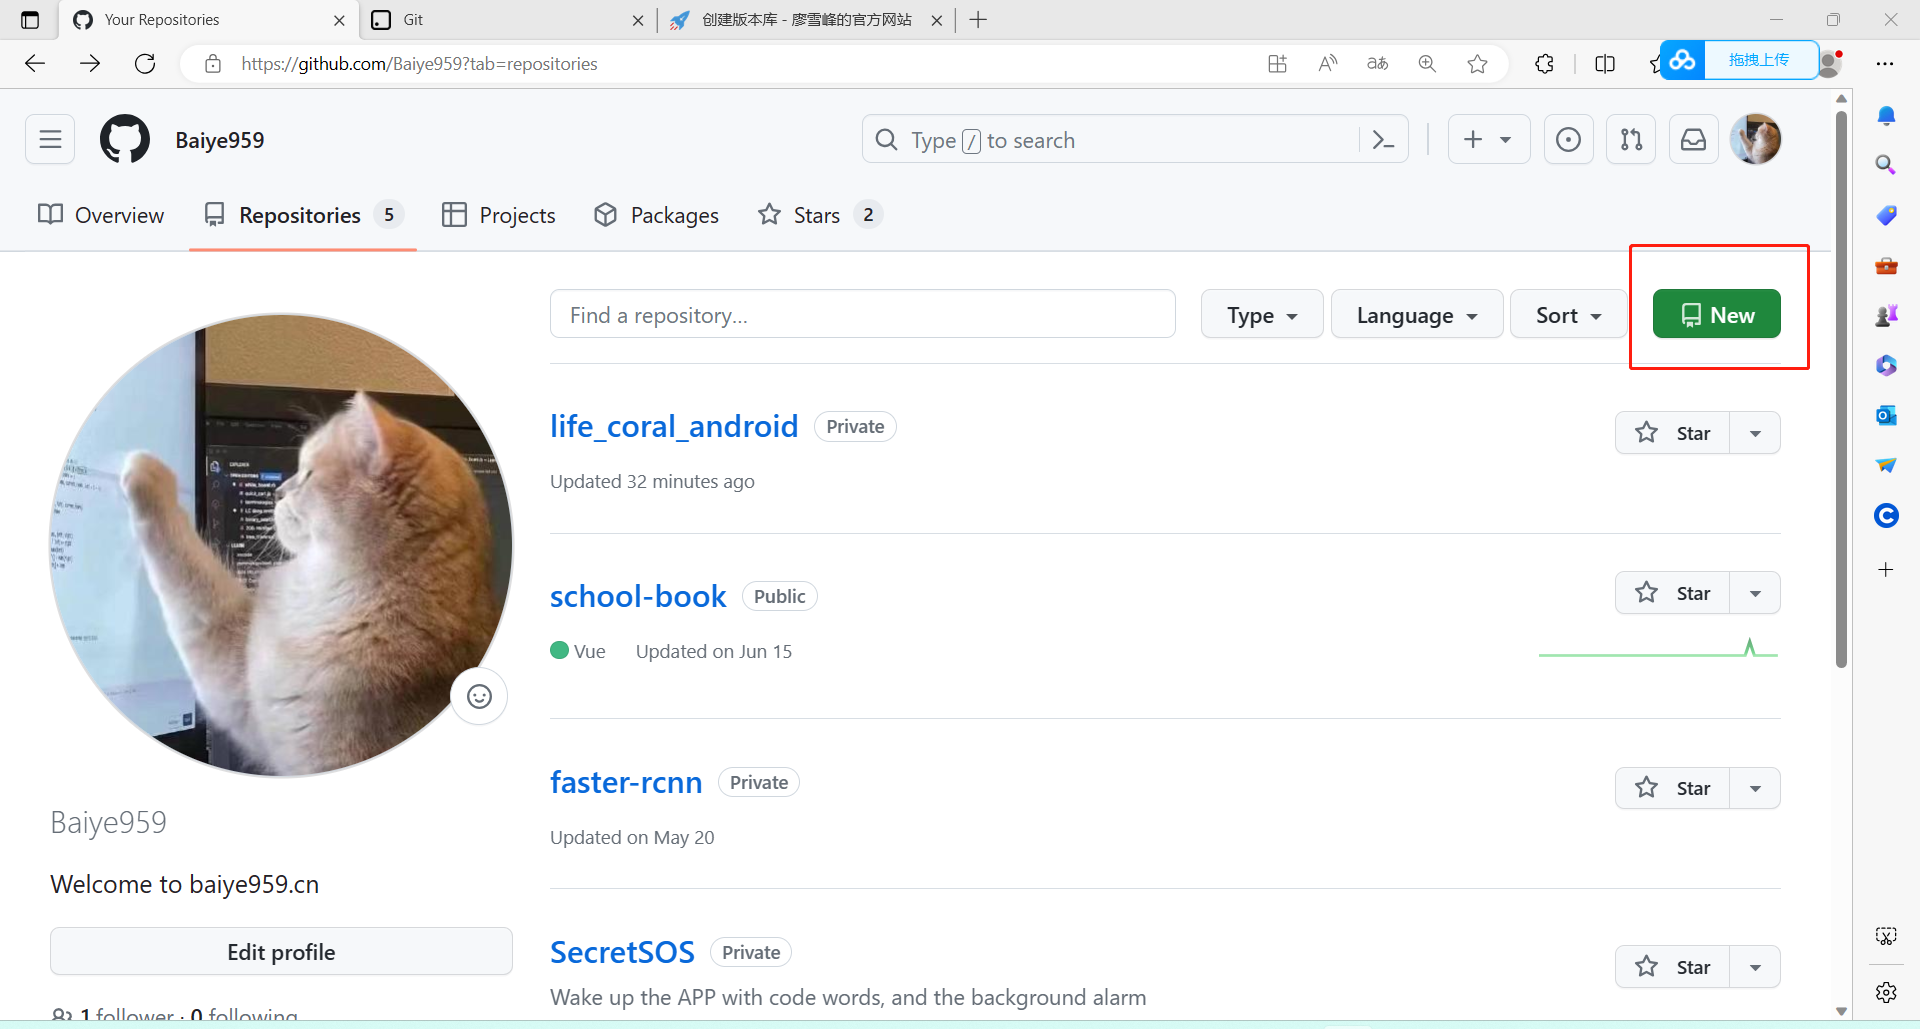 Your Repositories
Git
创建版本库 - 廖雪峰的官方网站
https://github.com/Baiye959?tab=repositories
aあ
拖拽上传
Baiye959
Type / to search
Overview
Repositories 5
Projects
Packages
Stars 2
Find a repository...
Type
Language
Sort
New
life_coral_android Private
Star
Updated 32 minutes ago
school-book Public
Star
Vue Updated on Jun 15
faster-rcnn Private
Star
Updated on May 20
SecretSOS Private
Star
Wake up the APP with code words, and the background alarm
Baiye959
Welcome to baiye959.cn
Edit profile
1 follower · 0 following